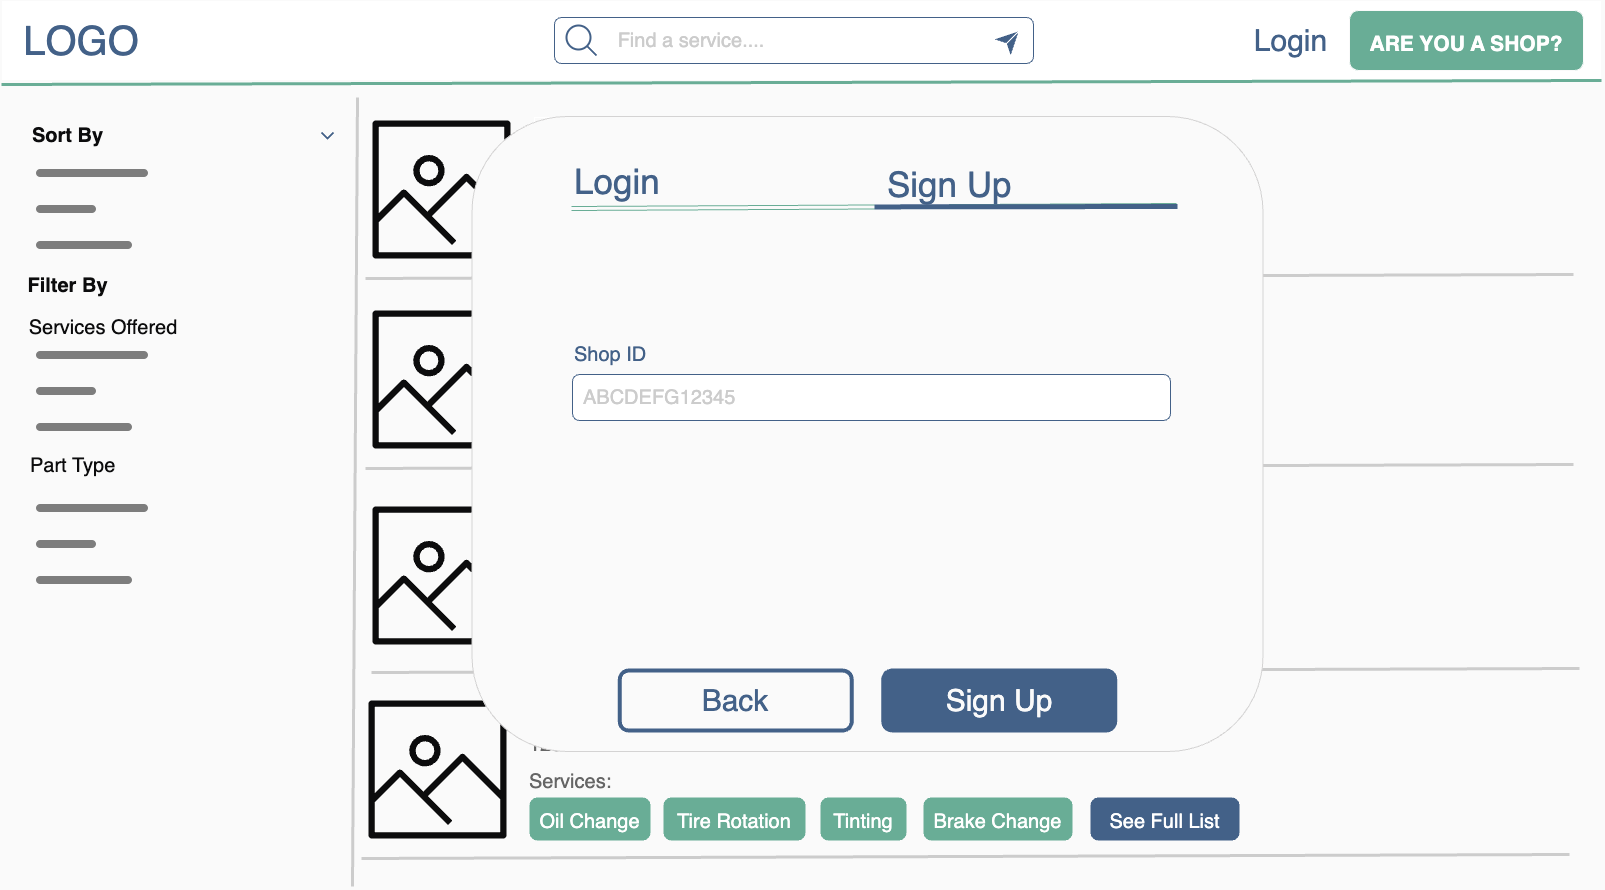 LOGO
Find a service....
Login
ARE YOU A SHOP?
Sort By
Filter By
Services Offered
Part Type
Login
Sign Up
Shop ID
ABCDEFG12345
Back
Sign Up
Services:
Oil Change
Tire Rotation
Tinting
Brake Change
See Full List